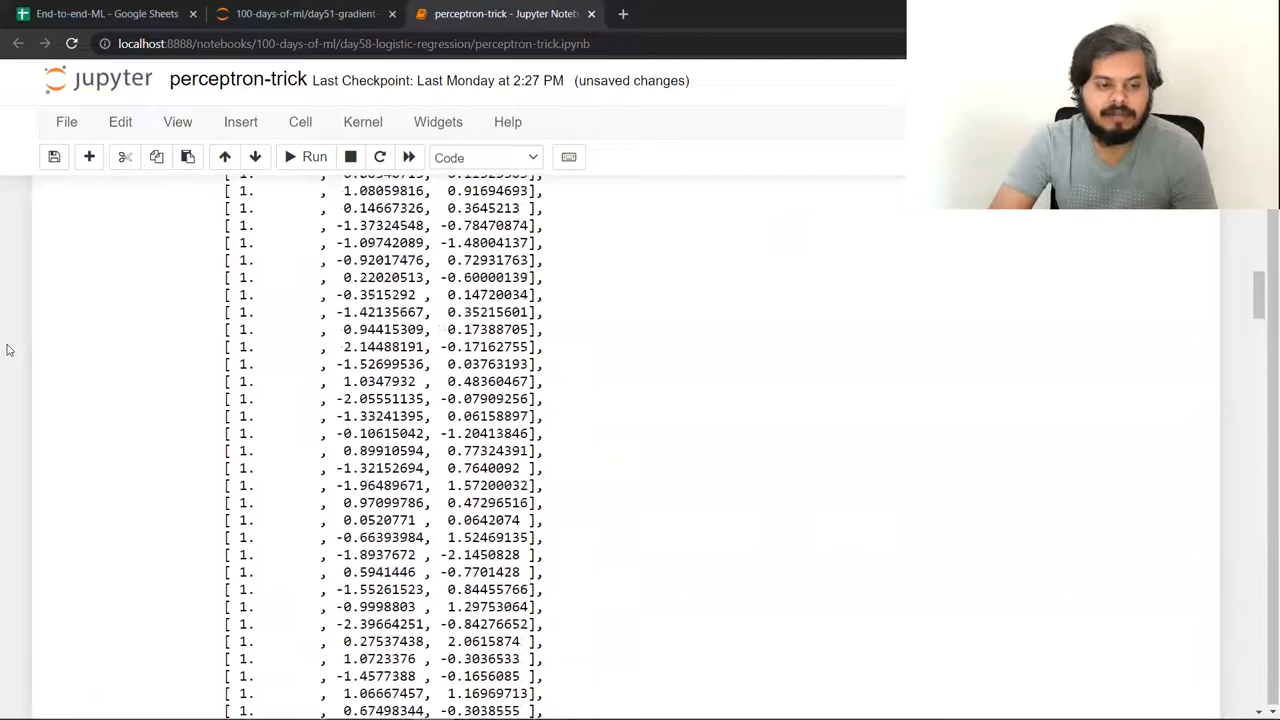 End-to-end-ML - Google Sheets
100-days-of-ml/day51-gradient
perceptron-trick - Jupyter Noteb
localhost:8888/notebooks/100-days-of-ml/day58-logistic-regression/perceptron-trick.ipynb
jupyter perceptron-trick Last Checkpoint: Last Monday at 2:27 PM (unsaved changes)
File Edit View Insert Cell Kernel Widgets Help
Run Code
[ 1. , 1.08059816, 0.91694693],
[ 1. , 0.14667326, 0.3645213 ],
[ 1. , -1.37324548, -0.78470874],
[ 1. , -1.09742089, -1.48004137],
[ 1. , -0.92017476, 0.72931763],
[ 1. , 0.22020513, -0.60000139],
[ 1. , -0.3515292 , 0.14720034],
[ 1. , -1.42135667, 0.35215601],
[ 1. , 0.94415309, 0.17388705],
[ 1. , 2.14488191, -0.17162755],
[ 1. , -1.52699536, 0.03763193],
[ 1. , 1.0347932 , 0.48360467],
[ 1. , -2.05551135, -0.07909256],
[ 1. , -1.33241395, 0.06158897],
[ 1. , -0.10615042, -1.20413846],
[ 1. , 0.89910594, 0.77324391],
[ 1. , -1.32152694, 0.7640092 ],
[ 1. , -1.96489671, 1.57200032],
[ 1. , 0.97099786, 0.47296516],
[ 1. , 0.0520771 , 0.0642074 ],
[ 1. , -0.66393984, 1.52469135],
[ 1. , -1.8937672 , -2.1450828 ],
[ 1. , 0.5941446 , -0.7701428 ],
[ 1. , -1.55261523, 0.84455766],
[ 1. , -0.9998803 , 1.29753064],
[ 1. , -2.39664251, -0.84276652],
[ 1. , 0.27537438, 2.0615874 ],
[ 1. , 1.0723376 , -0.3036533 ],
[ 1. , -1.4577388 , -0.1656085 ],
[ 1. , 1.06667457, 1.16969713],
[ 1. , 0.67498344, -0.3038555 ],